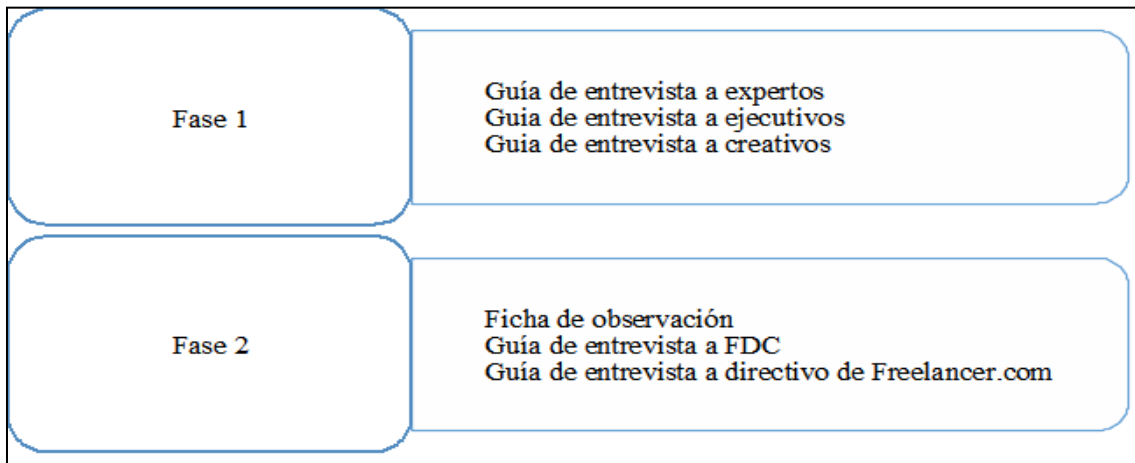 Fase 1
Guía de entrevista a expertos
Guia de entrevista a ejecutivos
Guia de entrevista a creativos
Fase 2
Ficha de observación
Guía de entrevista a FDC
Guía de entrevista a directivo de Freelancer.com